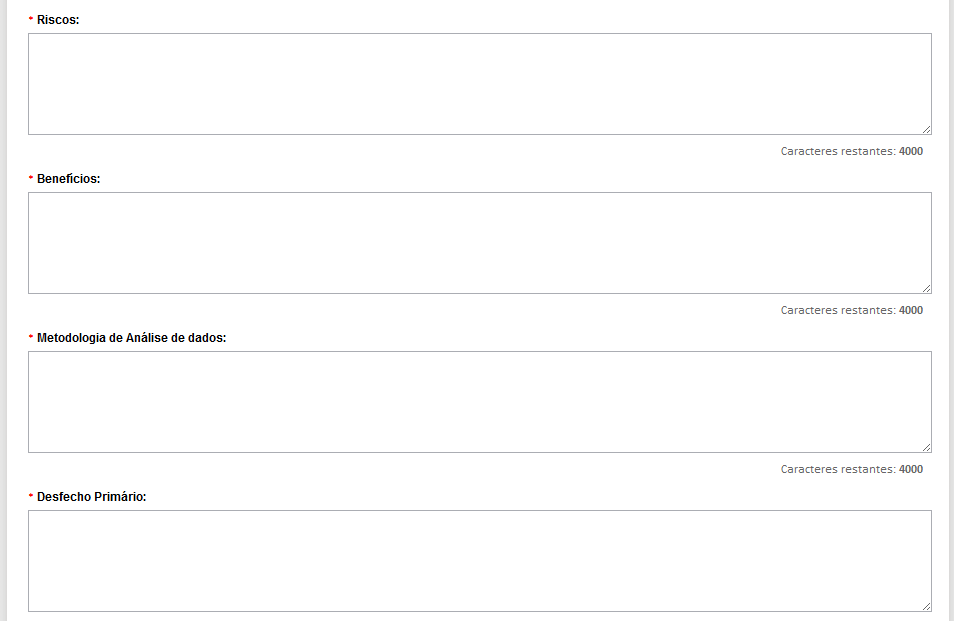 * Riscos:
Caracteres restantes: 4000
* Benefícios:
Caracteres restantes: 4000
* Metodologia de Análise de dados:
Caracteres restantes: 4000
* Desfecho Primário: